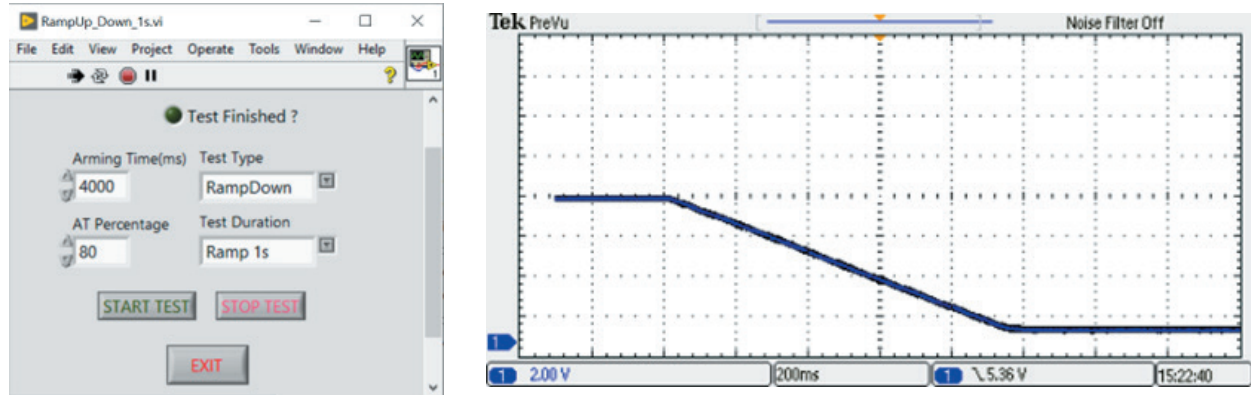 RampUp_Down_1s.vi
File Edit View Project Operate Tools Window Help
1
Test Finished ?
Arming Time(ms) Test Type
4000 RampDown
AT Percentage Test Duration
80 Ramp 1s
START TEST STOP TEST
EXIT
Tek PreVu Noise Filter Off
1
1 2.00 V 200ms 1 5.36 V 15:22:40